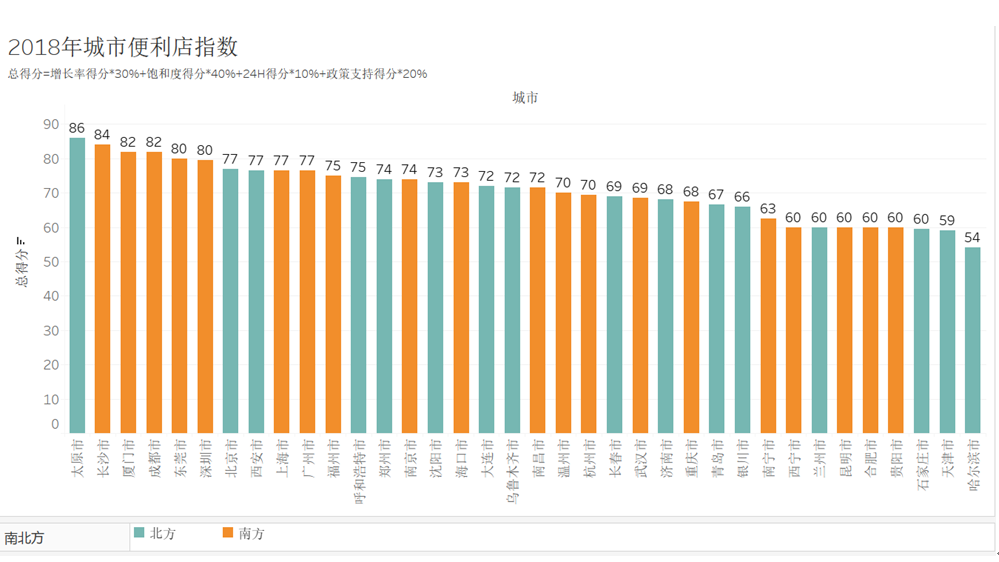 2018年城市便利店指数
总得分=增长率得分*30%+饱和度得分*40%+24H得分*10%+政策支持得分*20%
城市
总得分
90
80
70
60
50
40
30
20
10
0
86 84 82 82 80 80 77 77 77 77 75 75 74 74 73 73 72 72 72 70 70 69 69 68 68 67 66 63 60 60 60 60 60 60 59 54
太原市 长沙市 厦门市 成都市 东莞市 深圳市 北京市 西安市 上海市 广州市 福州市 呼和浩特市 郑州市 南京市 沈阳市 海口市 大连市 乌鲁木齐市 南昌市 温州市 杭州市 长春市 武汉市 济南市 重庆市 青岛市 银川市 南宁市 西宁市 兰州市 昆明市 合肥市 贵阳市 石家庄市 天津市 哈尔滨市
南北方 北方 南方